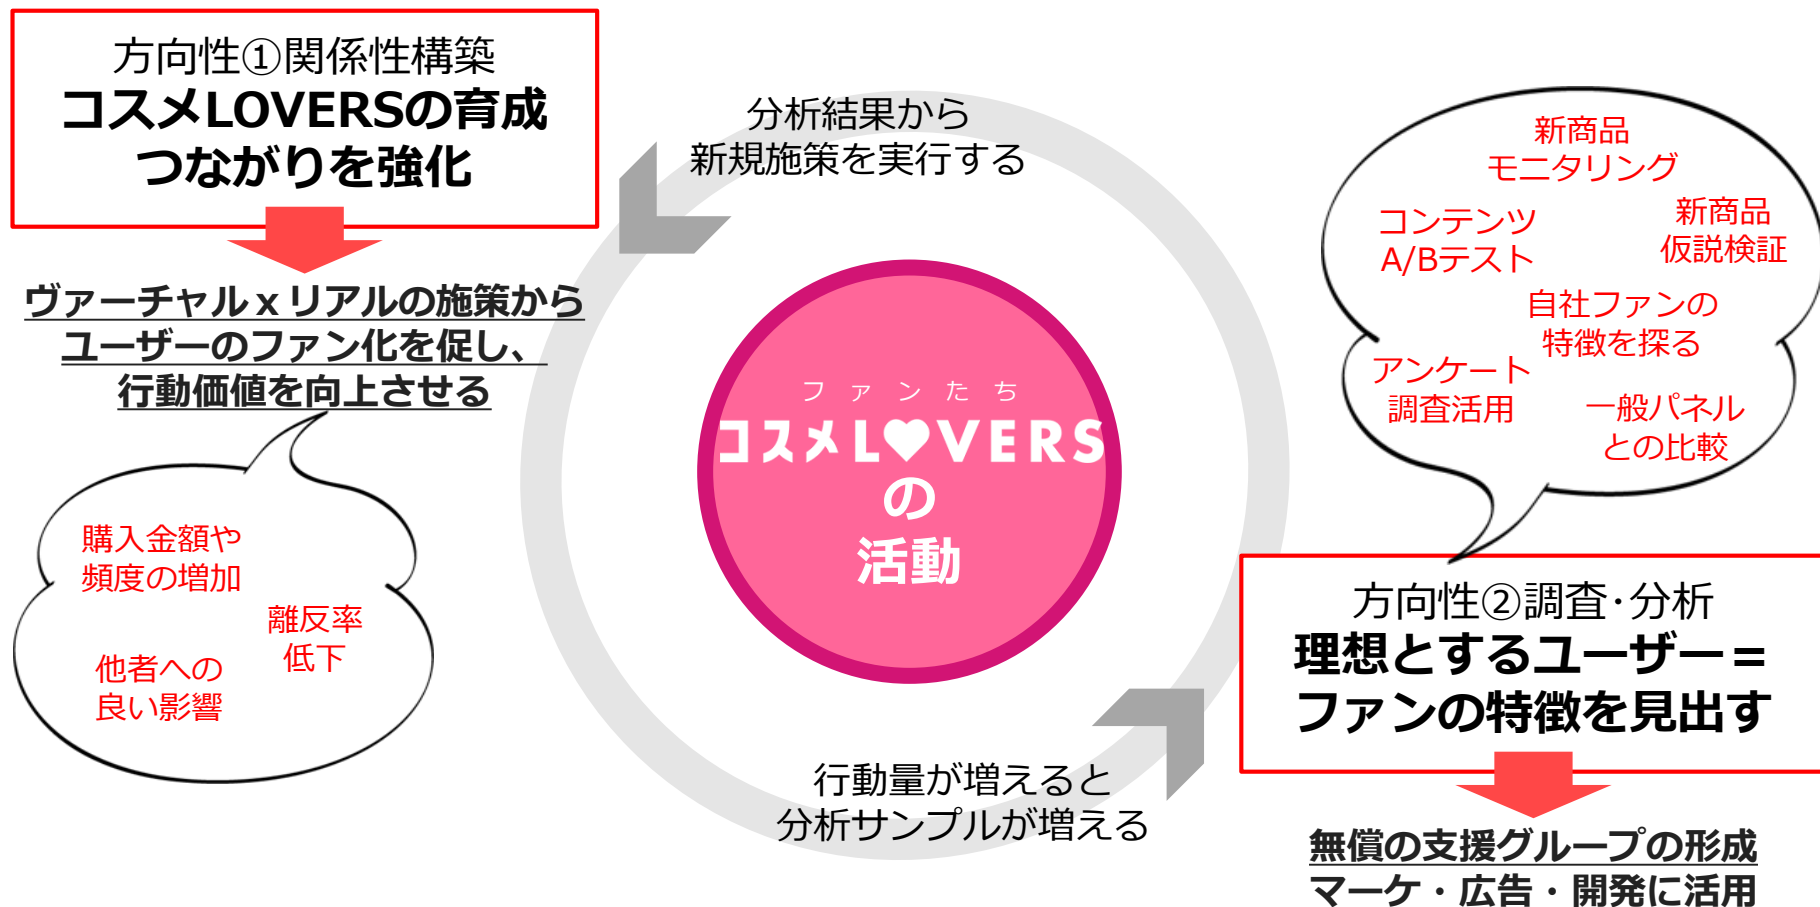 方向性①関係性構築
コスメLOVERSの育成
つながりを強化
ヴァーチャル x リアルの施策から
ユーザーのファン化を促し、
行動価値を向上させる
購入金額や
頻度の増加
離反率
低下
他者への
良い影響
分析結果から
新規施策を実行する
ファンたち
コスメL♥VERS
の
活動
行動量が増えると
分析サンプルが増える
新商品
モニタリング
コンテンツ
A/Bテスト
新商品
仮説検証
自社ファンの
特徴を探る
アンケート
調査活用
一般パネル
との比較
方向性②調査･分析
理想とするユーザー＝
ファンの特徴を見出す
無償の支援グループの形成
マーケ・広告・開発に活用